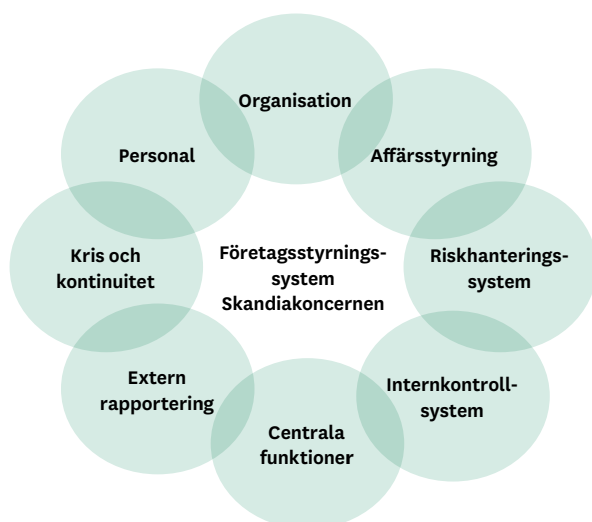 Organisation
Personal
Affärsstyrning
Kris och
kontinuitet
Företagsstyrnings-
system
Skandiakoncernen
Riskhanterings-
system
Extern
rapportering
Internkontroll-
system
Centrala
funktioner